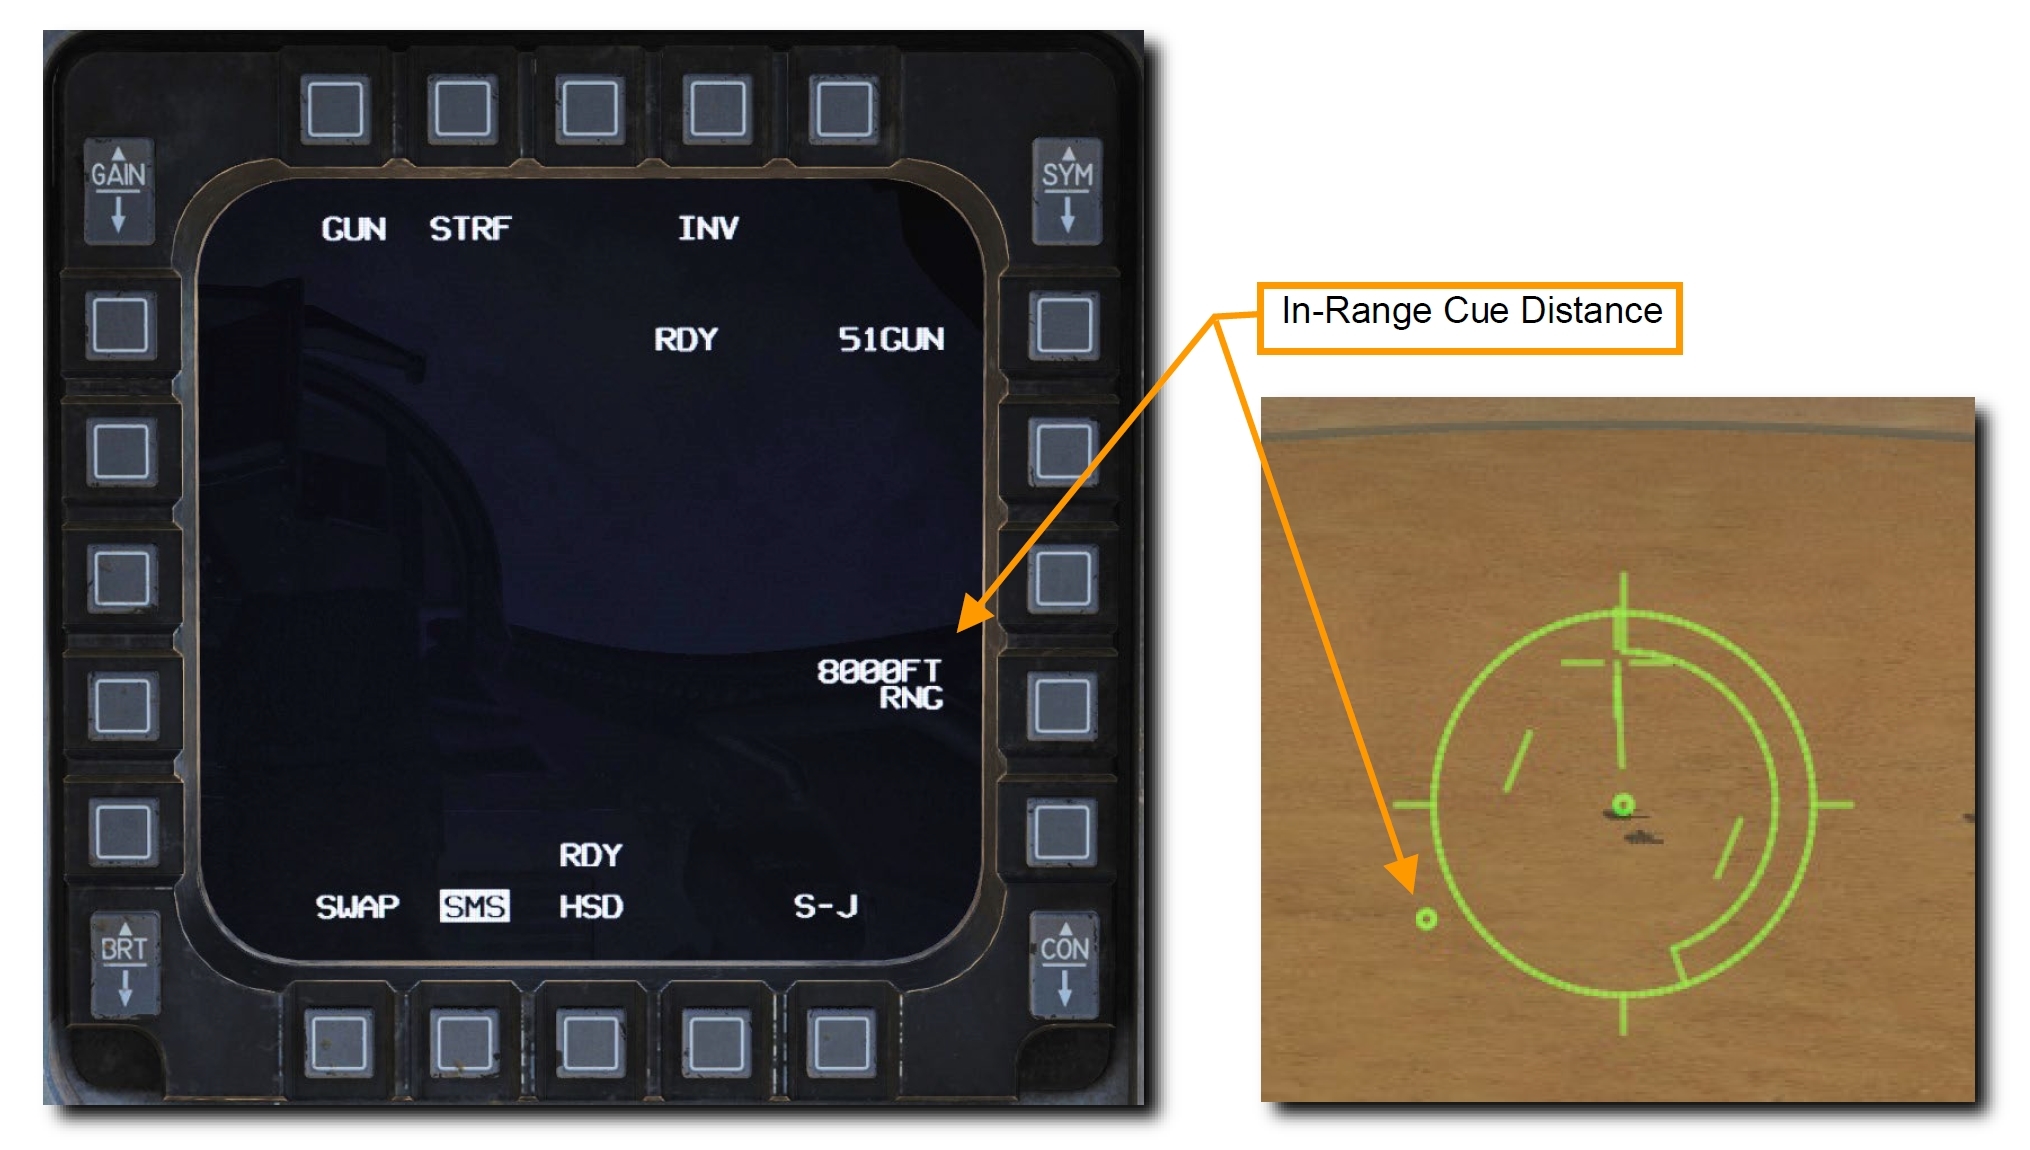 GAIN
SYM
GUN STRF INV
RDY 51GUN
In-Range Cue Distance
8000FT
RNG
RDY
SWAP SMS HSD S-J
BRT
CON